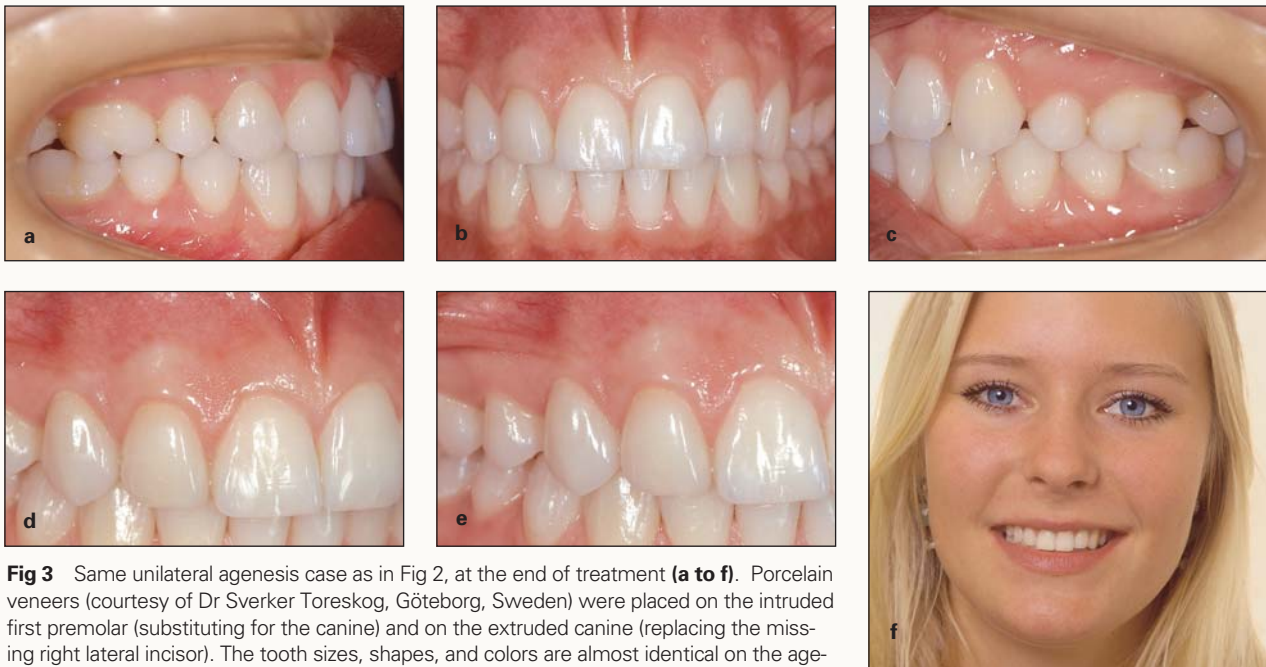 a
b
c
d
e
f
Fig 3 Same unilateral agenesis case as in Fig 2, at the end of treatment (a to f). Porcelain
veneers (courtesy of Dr Sverker Toreskog, Göteborg, Sweden) were placed on the intruded
first premolar (substituting for the canine) and on the extruded canine (replacing the miss-
ing right lateral incisor). The tooth sizes, shapes, and colors are almost identical on the age-